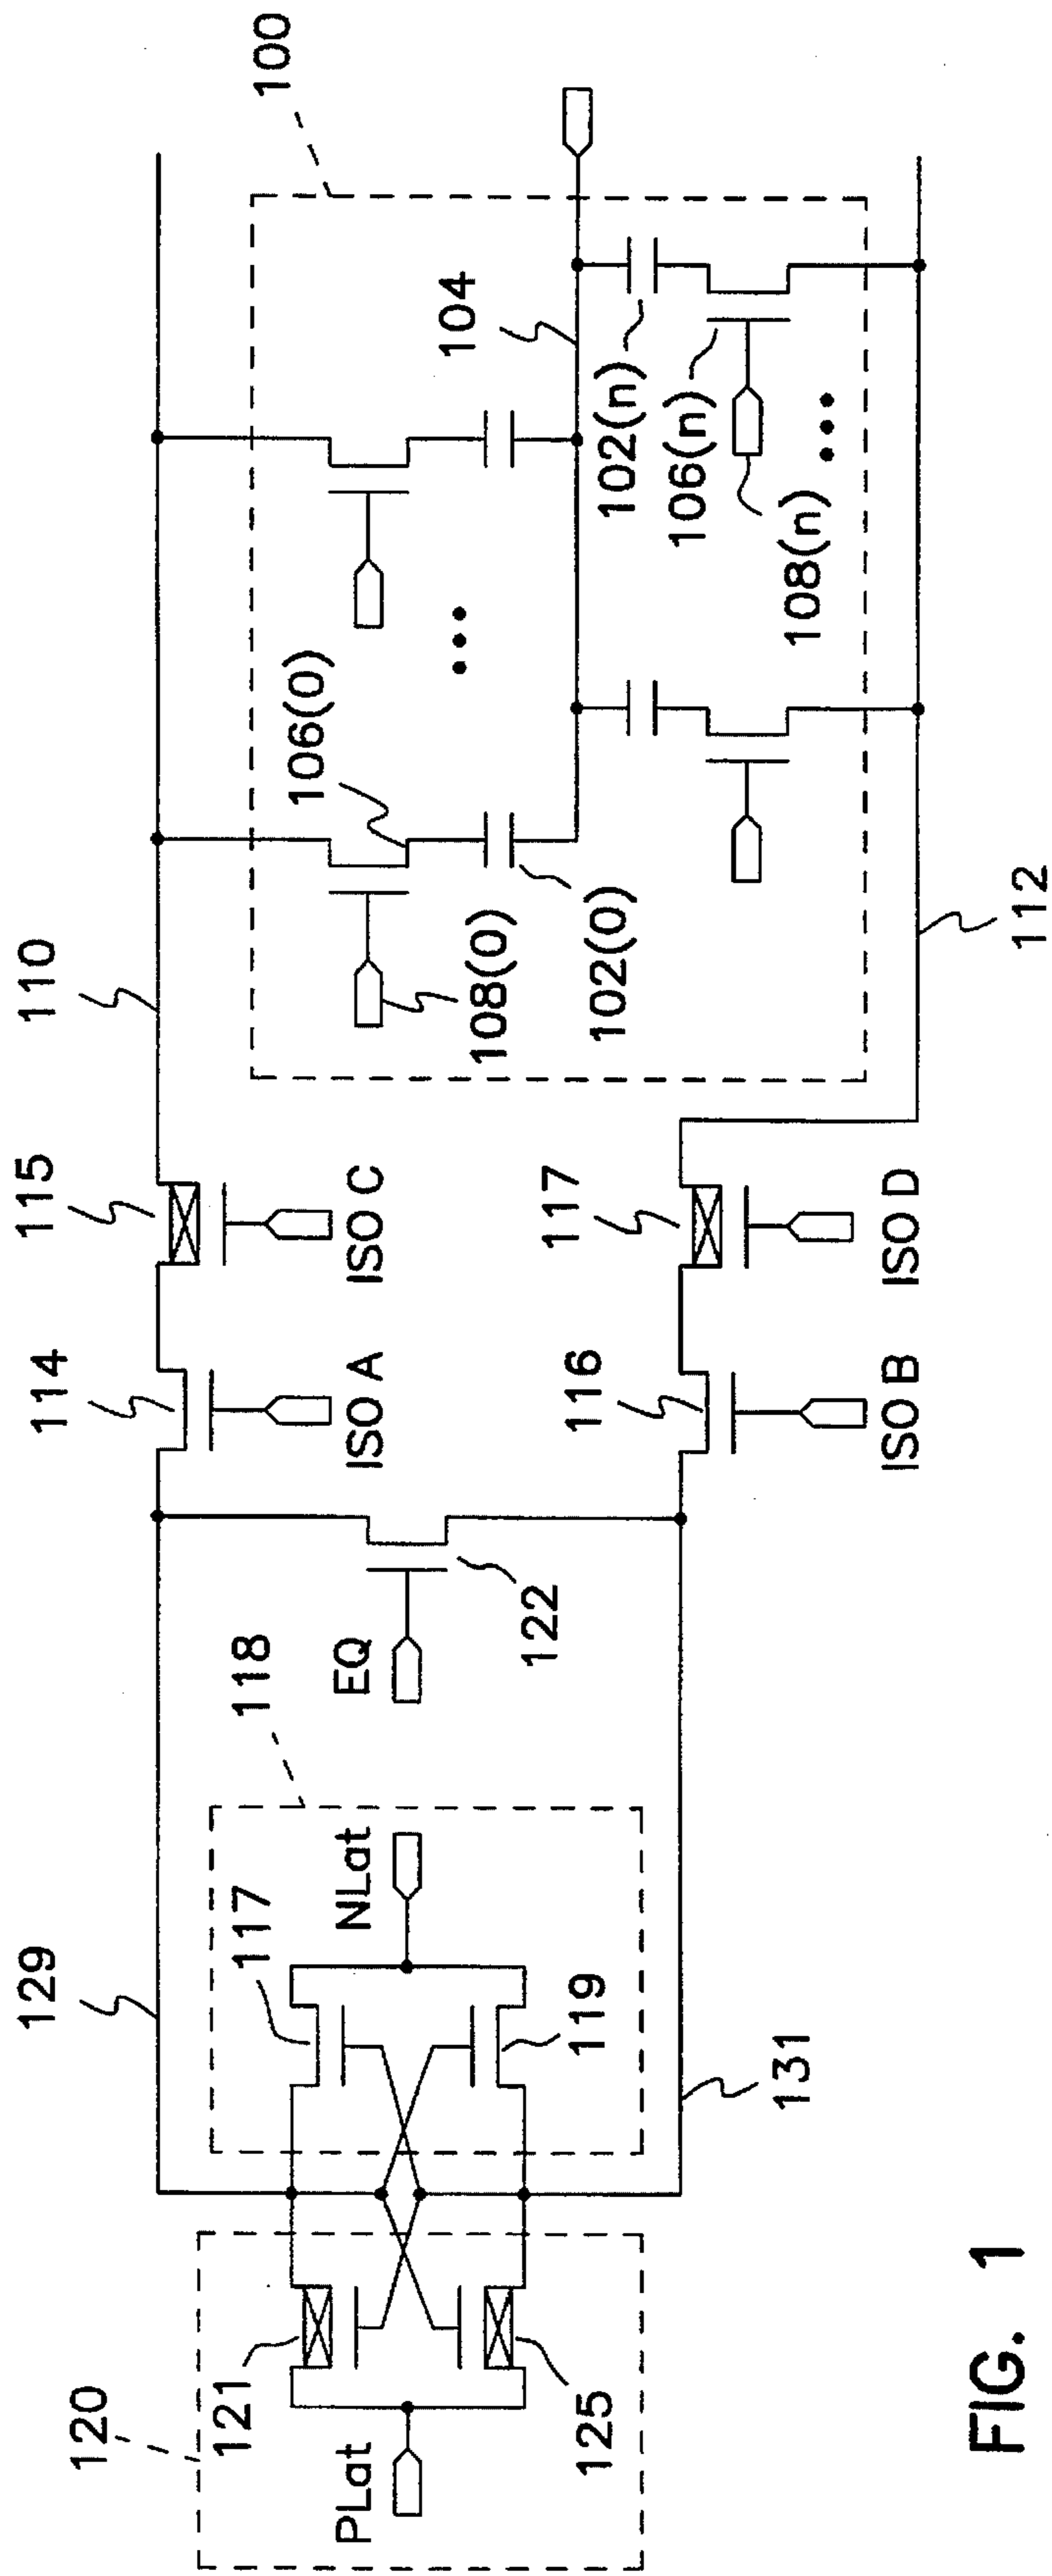 100
104
102(n)
106(n)
108(n)
106(0)
108(0)
102(0)
110
112
115
ISO C
117
ISO D
114
ISO A
116
ISO B
122
EQ
118
NLat
117
119
129
131
120
121
125
PLat
FIG. 1